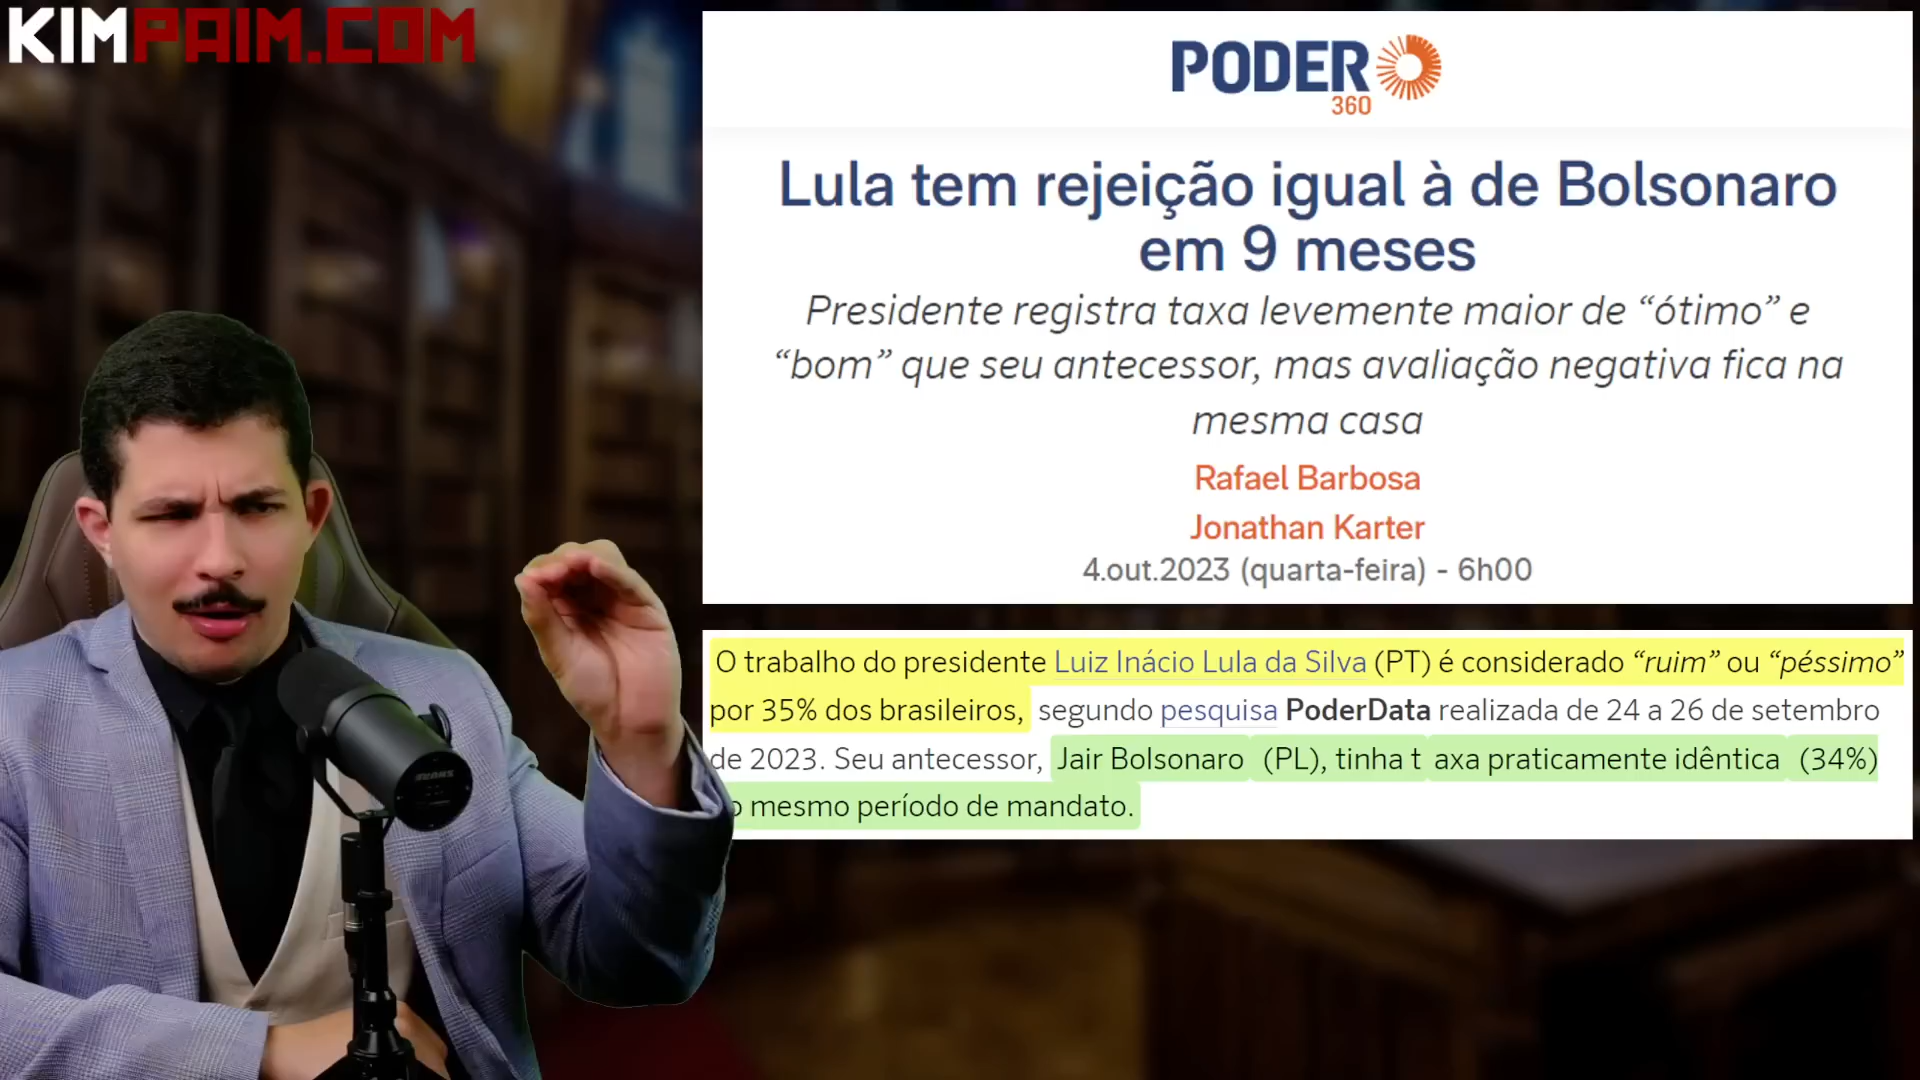 KIMPAIM.COM
PODER
360
Lula tem rejeição igual à de Bolsonaro
em 9 meses
Presidente registra taxa levemente maior de “ótimo” e
“bom” que seu antecessor, mas avaliação negativa fica na
mesma casa
Rafael Barbosa
Jonathan Karter
4.out.2023 (quarta-feira) - 6h00
O trabalho do presidente Luiz Inácio Lula da Silva (PT) é considerado “ruim” ou “péssimo”
por 35% dos brasileiros, segundo pesquisa PoderData realizada de 24 a 26 de setembro
de 2023. Seu antecessor, Jair Bolsonaro (PL), tinha t axa praticamente idêntica (34%)
o mesmo período de mandato.